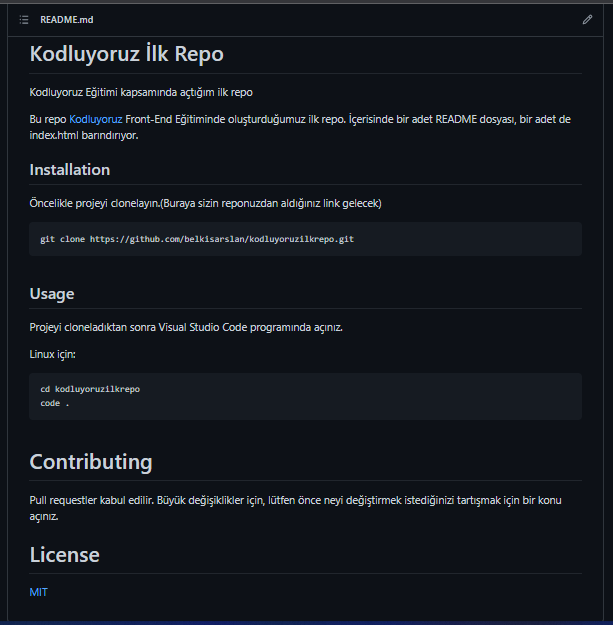 README.md
Kodluyoruz İlk Repo
Kodluyoruz Eğitimi kapsamında açtığım ilk repo
Bu repo Kodluyoruz Front-End Eğitiminde oluşturduğumuz ilk repo. İçerisinde bir adet README dosyası, bir adet de
index.html barındırıyor.
Installation
Öncelikle projeyi clonelayın.(Buraya sizin reponuzdan aldığınız link gelecek)
git clone https://github.com/belkisarslan/kodluyoruzilkrepo.git
Usage
Projeyi cloneladıktan sonra Visual Studio Code programında açınız.
Linux için:
cd kodluyoruzilkrepo
code .
Contributing
Pull requestler kabul edilir. Büyük değişiklikler için, lütfen önce neyi değiştirmek istediğinizi tartışmak için bir konu
açınız.
License
MIT